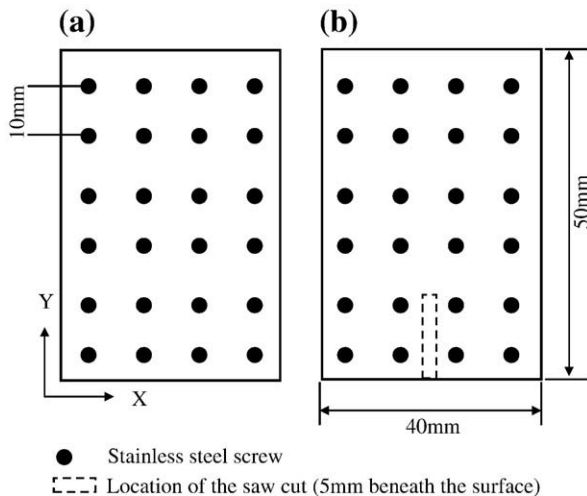 (a)
(b)
10mm
50mm
Y
X
40mm
Stainless steel screw
Location of the saw cut (5mm beneath the surface)